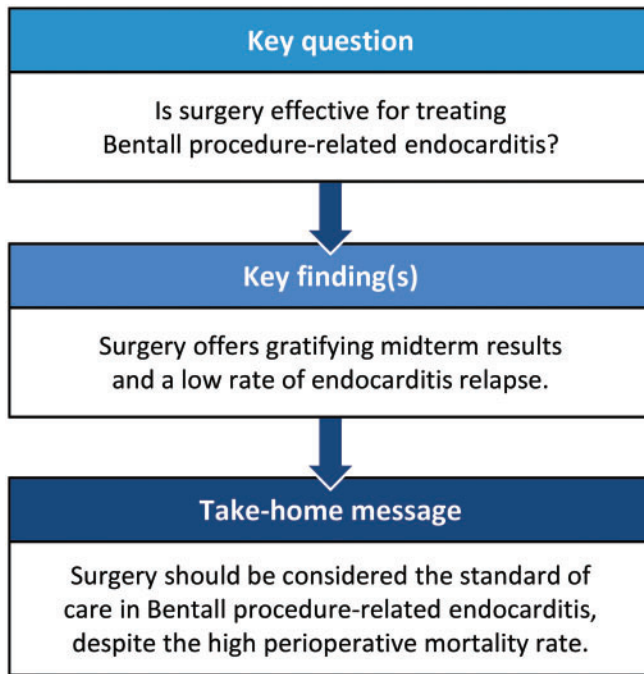 Key question
Is surgery effective for treating
Bentall procedure-related endocarditis?
Key finding(s)
Surgery offers gratifying midterm results
and a low rate of endocarditis relapse.
Take-home message
Surgery should be considered the standard of
care in Bentall procedure-related endocarditis,
despite the high perioperative mortality rate.